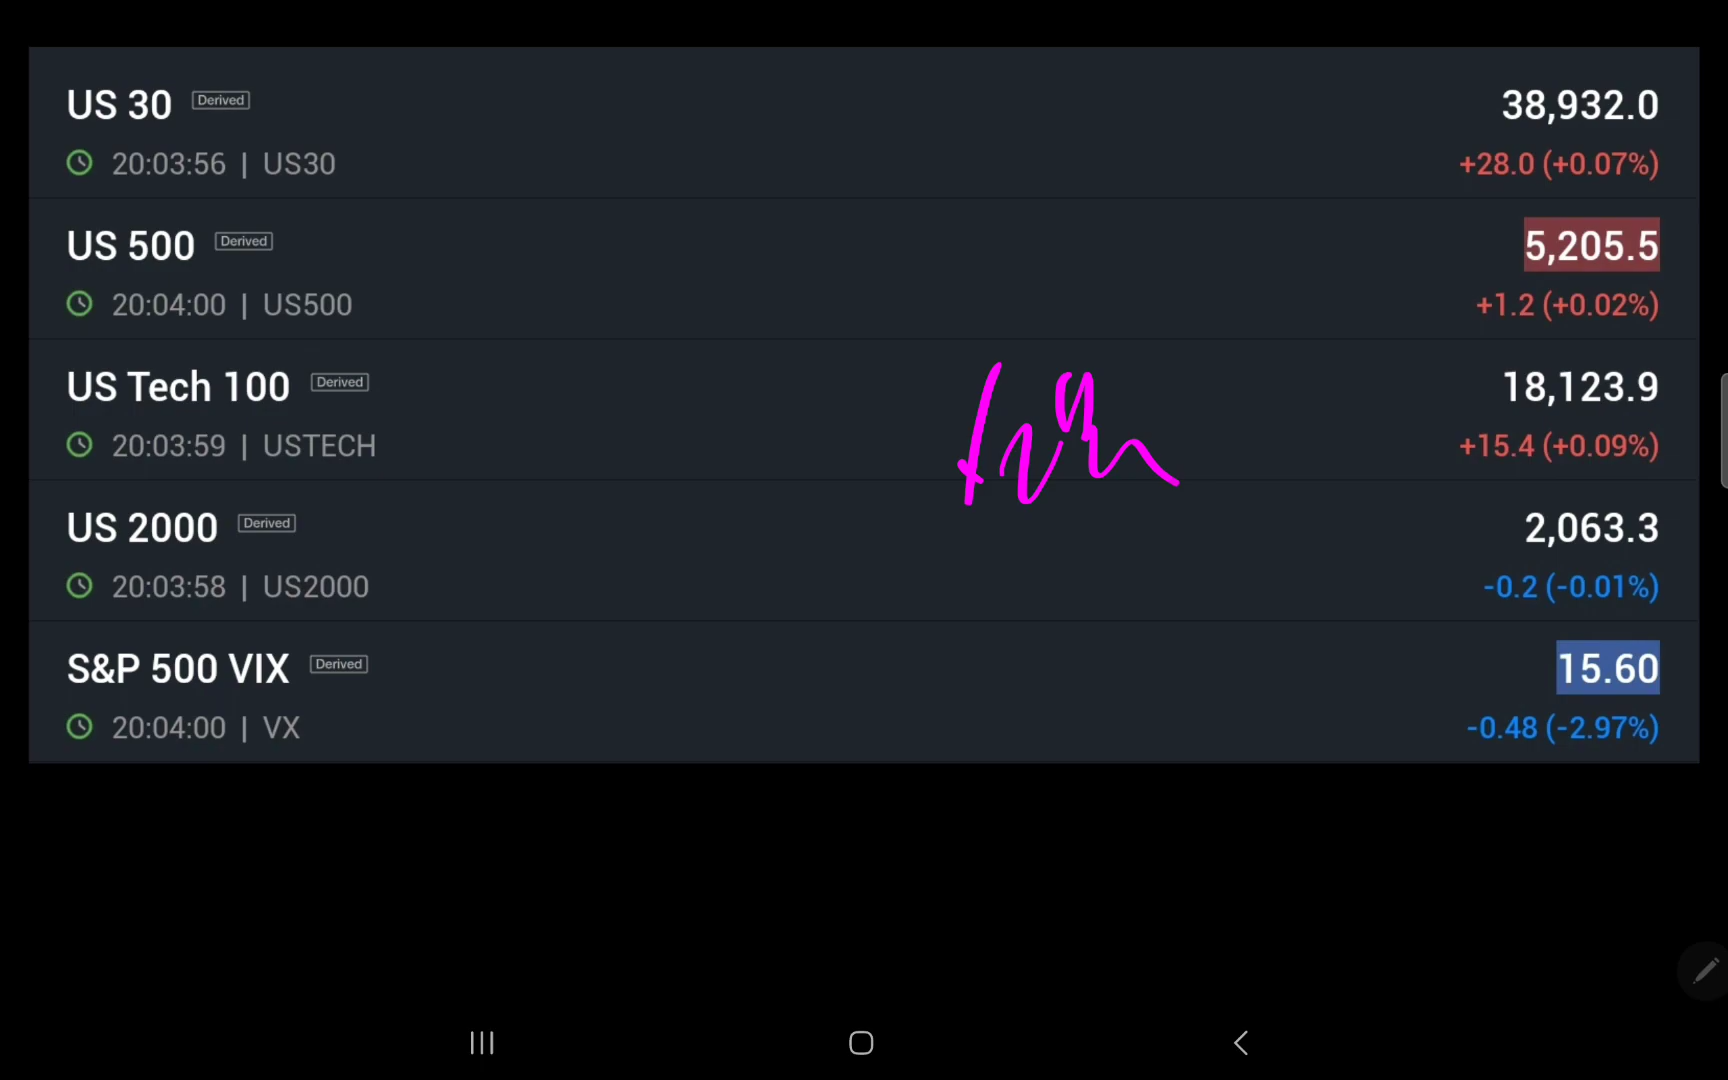 US 30 Derived 38,932.0
20:03:56 | US30 +28.0 (+0.07%)
US 500 Derived 5,205.5
20:04:00 | US500 +1.2 (+0.02%)
US Tech 100 Derived 18,123.9
20:03:59 | USTECH +15.4 (+0.09%)
US 2000 Derived 2,063.3
20:03:58 | US2000 -0.2 (-0.01%)
S&P 500 VIX Derived 15.60
20:04:00 | VX -0.48 (-2.97%)